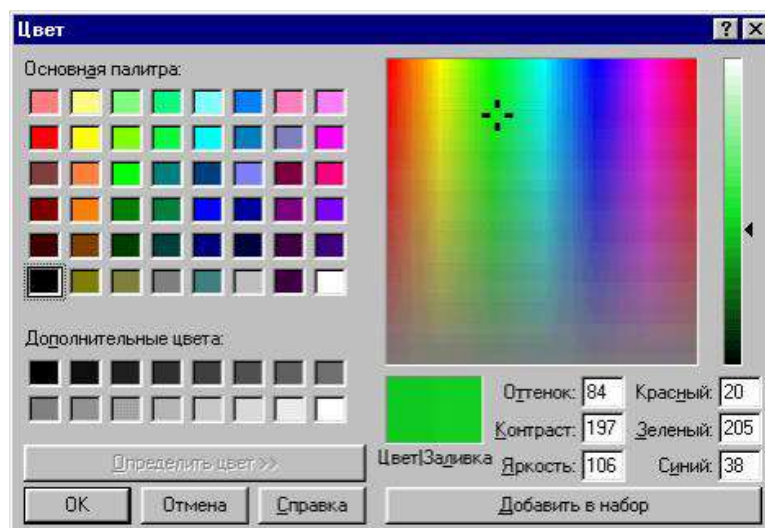 Цвет
Основная палитра:
Дополнительные цвета:
Определить цвет >>
OK
Отмена
Справка
Цвет|Заливка
Оттенок: 84
Контраст: 197
Яркость: 106
Красный: 20
Зеленый: 205
Синий: 38
Добавить в набор